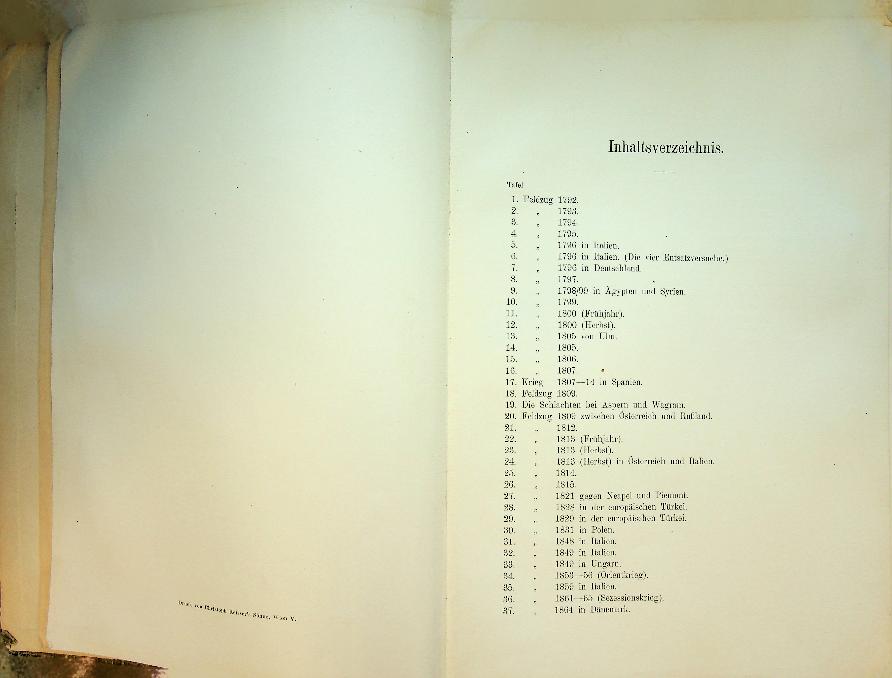 Druck von Christoph Reisser's Söhne, Wien V.
Inhaltsverzeichnis.
Tafel
1. Feldzug 1792.
2. „ 1793.
3. „ 1794.
4. „ 1795.
5. „ 1796 in Italien.
6. „ 1796 in Italien. (Die vier Entsatzversuche.)
7. „ 1796 in Deutschland.
8. „ 1797.
9. „ 1798/99 in Ägypten und Syrien.
10. „ 1799.
11. „ 1800 (Frühjahr).
12. „ 1800 (Herbst).
13. „ 1805 von Ulm.
14. „ 1805.
15. „ 1806.
16. „ 1807.
17. Krieg 1807—14 in Spanien.
18. Feldzug 1809.
19. Die Schlachten bei Aspern und Wagram.
20. Feldzug 1809 zwischen Österreich und Rußland.
21. „ 1812.
22. „ 1813 (Frühjahr).
23. „ 1813 (Herbst).
24. „ 1813 (Herbst) in Österreich und Italien.
25. „ 1814.
26. „ 1815.
27. „ 1821 gegen Neapel und Piemont.
28. „ 1828 in der europäischen Türkei.
29. „ 1829 in der europäischen Türkei.
30. „ 1831 in Polen.
31. „ 1848 in Italien.
32. „ 1849 in Italien.
33. „ 1849 in Ungarn.
34. „ 1853—56 (Orientkrieg).
35. „ 1859 in Italien.
36. „ 1861—65 (Sezessionskrieg).
37. „ 1864 in Dänemark.